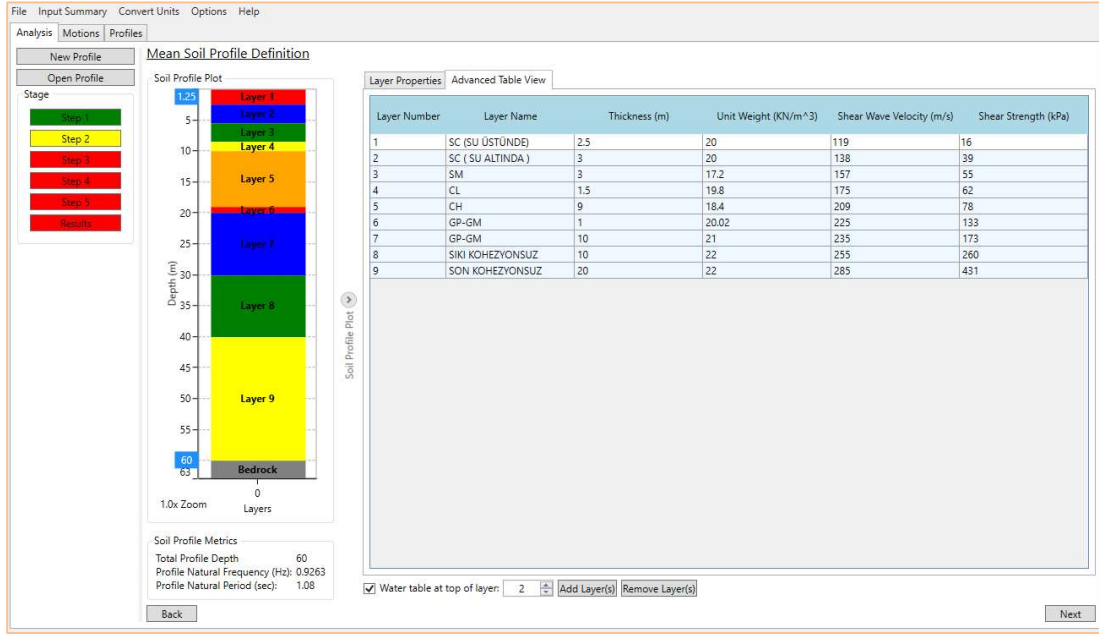 File Input Summary Convert Units Options Help
Analysis Motions Profiles
New Profile
Open Profile
Stage
Step 1
Step 2
Step 3
Step 4
Step 5
Results
Mean Soil Profile Definition
Soil Profile Plot
1.25
5
10
15
20
25
30
35
40
45
50
55
60
63
Depth (m)
Layer 1
Layer 2
Layer 3
Layer 4
Layer 5
Layer 6
Layer 7
Layer 8
Layer 9
Bedrock
0
1.0x Zoom Layers
Soil Profile Metrics
Total Profile Depth 60
Profile Natural Frequency (Hz): 0.9263
Profile Natural Period (sec): 1.08
Back
Soil Profile Plot
Layer Properties Advanced Table View
Layer Number Layer Name Thickness (m) Unit Weight (KN/m^3) Shear Wave Velocity (m/s) Shear Strength (kPa)
1 SC (SU ÜSTÜNDE) 2.5 20 119 16
2 SC ( SU ALTINDA ) 3 20 138 39
3 SM 3 17.2 157 55
4 CL 1.5 19.8 175 62
5 CH 9 18.4 209 78
6 GP-GM 1 20.02 225 133
7 GP-GM 10 21 235 173
8 SIKI KOHEZYONSUZ 10 22 255 260
9 SON KOHEZYONSUZ 20 22 285 431
Water table at top of layer: 2 Add Layer(s) Remove Layer(s)
Next